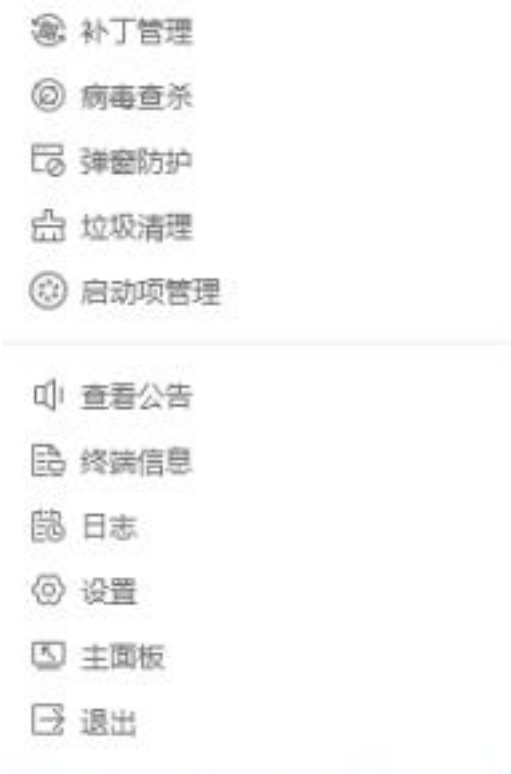 补丁管理
病毒查杀
弹窗防护
垃圾清理
启动项管理
查看公告
终端信息
日志
设置
主面板
退出